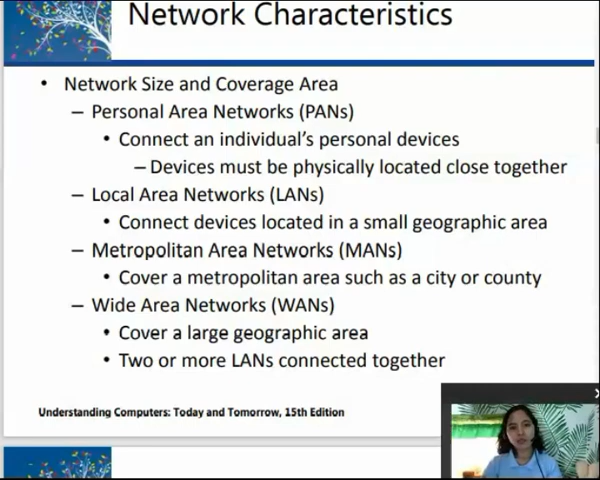 Network Characteristics
• Network Size and Coverage Area
– Personal Area Networks (PANs)
• Connect an individual's personal devices
– Devices must be physically located close together
– Local Area Networks (LANs)
• Connect devices located in a small geographic area
– Metropolitan Area Networks (MANs)
• Cover a metropolitan area such as a city or county
– Wide Area Networks (WANs)
• Cover a large geographic area
• Two or more LANs connected together
Understanding Computers: Today and Tomorrow, 15th Edition